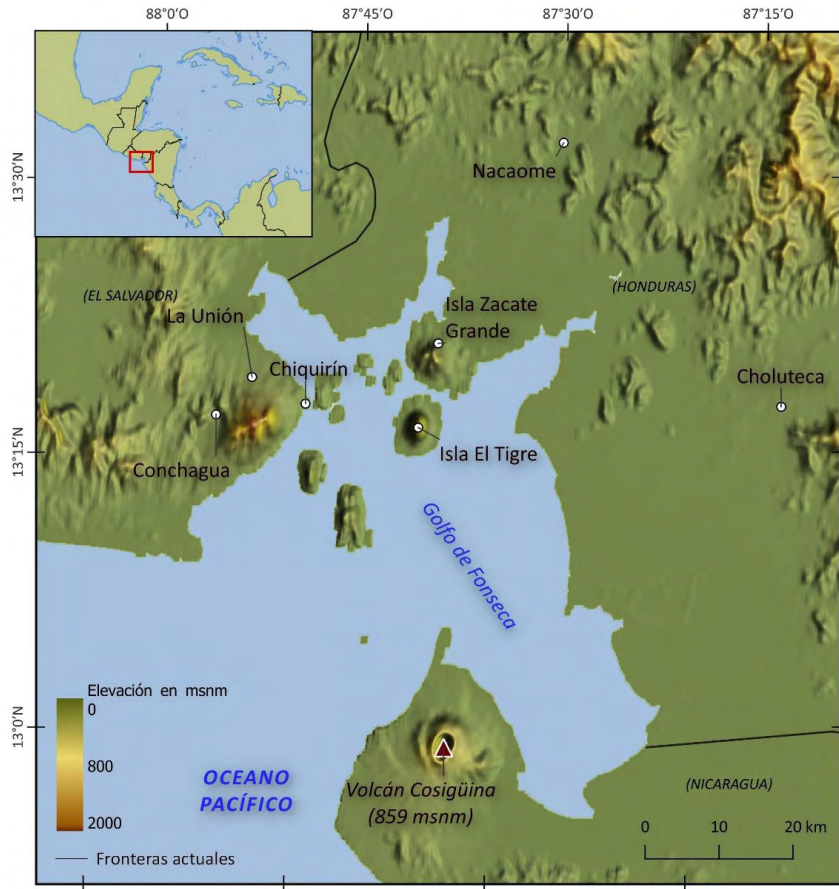 88°0'O
87°45'O
87°30'O
87°15'O
13°30'N
13°15'N
13°0'N
Nacaome
(EL SALVADOR)
(HONDURAS)
La Unión
Isla Zacate
Grande
Chiquirín
Choluteca
Conchagua
Isla El Tigre
Golfo de Fonseca
Elevación en msnm
0
800
2000
Fronteras actuales
OCEANO
PACÍFICO
Volcán Cosigüina
(859 msnm)
(NICARAGUA)
0 10 20 km